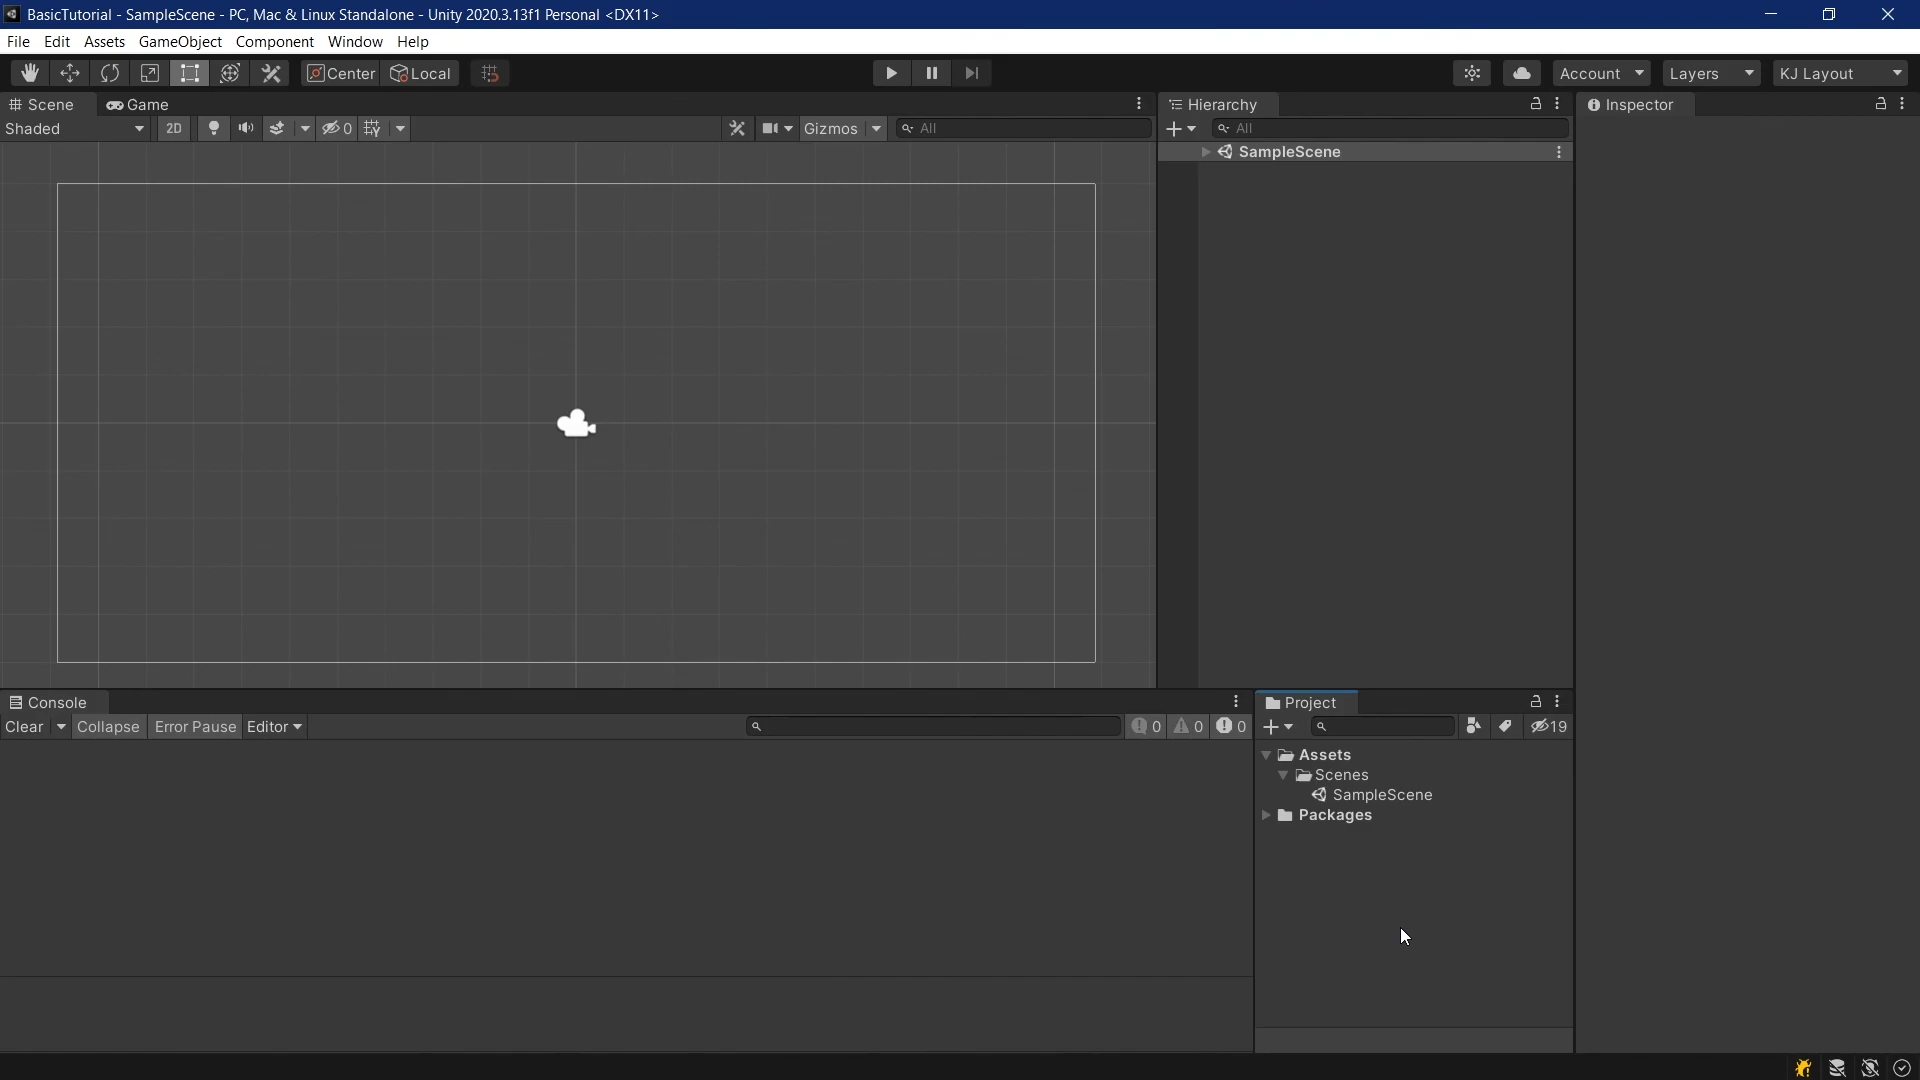 BasicTutorial - SampleScene - PC, Mac & Linux Standalone - Unity 2020.3.13f1 Personal <DX11>
File Edit Assets GameObject Component Window Help
Center Local Account Layers KJ Layout
Scene Game Hierarchy Inspector
Shaded 2D 0 Gizmos All All
SampleScene
Console Project
Clear Collapse Error Pause Editor 0 0 0 19
Assets
Scenes
SampleScene
Packages